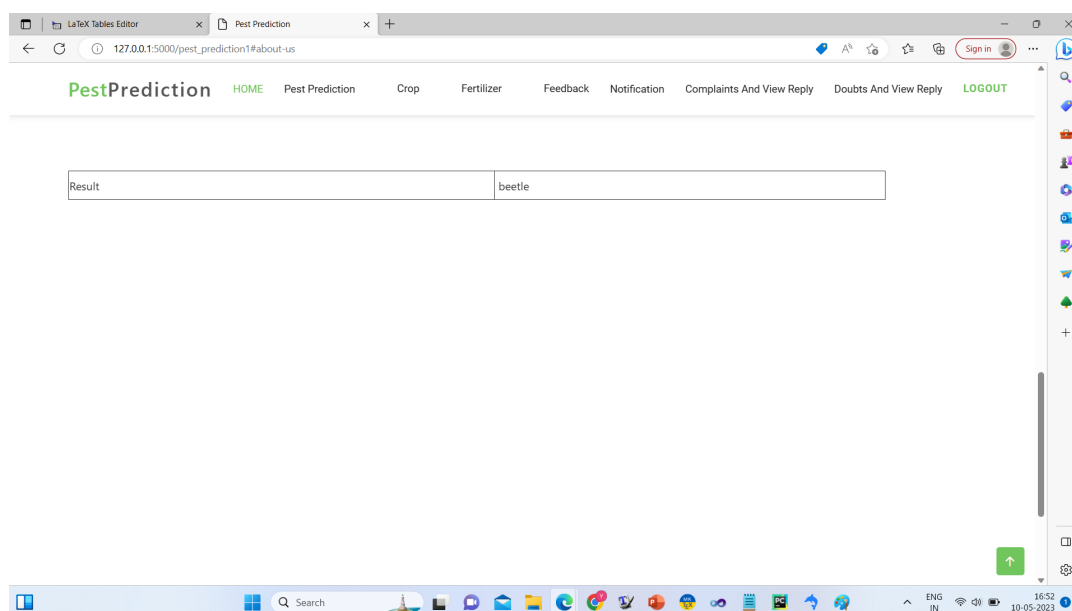 LaTeX Tables Editor
Pest Prediction
127.0.0.1:5000/pest_prediction1#about-us
Sign in
PestPrediction HOME Pest Prediction Crop Fertilizer Feedback Notification Complaints And View Reply Doubts And View Reply LOGOUT
Result beetle
Search
ENG
IN
16:52
10-05-2023
1